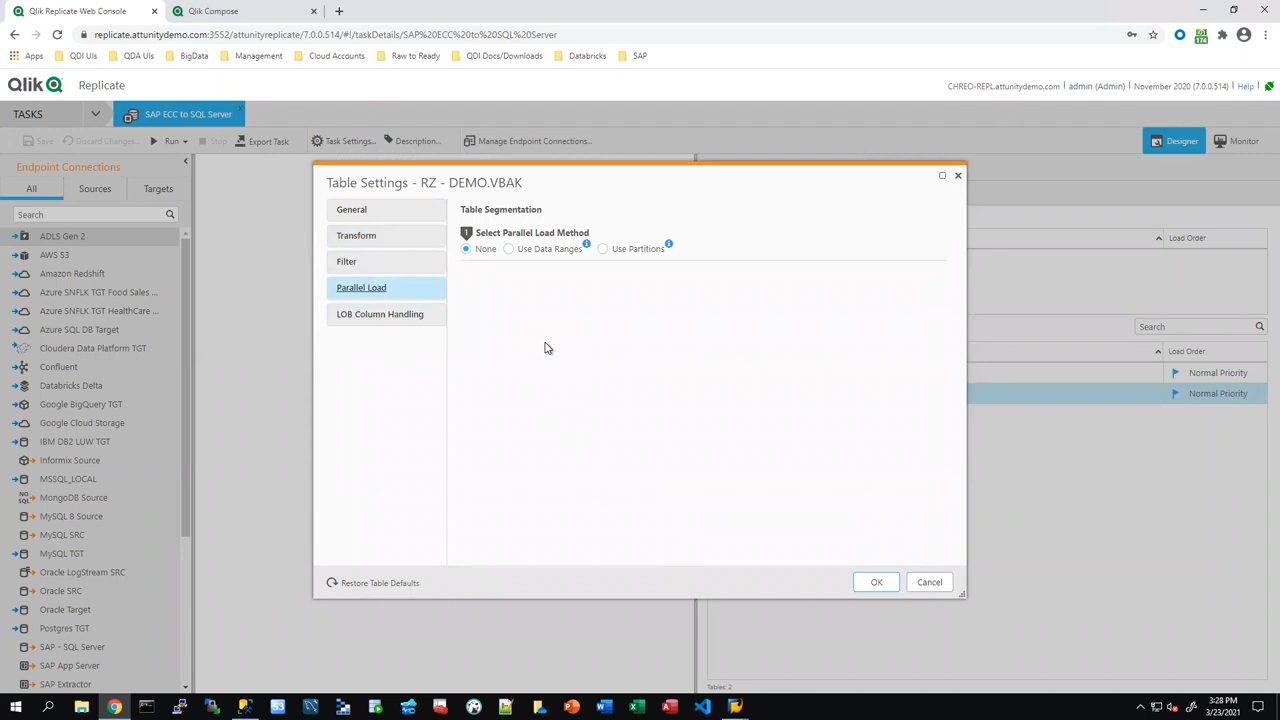 Qlik Replicate Web Console
Qlik Compose
replicate.attunitydemo.com:3552/attunityreplicate/7.0.0.514/#!/taskDetails/SAP%20ECC%20to%20SQL%20Server
Apps
QDI UIs
QDA UIs
BigData
Management
Cloud Accounts
Raw to Ready
QDI Docs/Downloads
Databricks
SAP
Qlik Replicate
CHREO-REPL.attunitydemo.com | admin (Admin) | November 2020 (7.0.0.514) | Help
TASKS
SAP ECC to SQL Server
Save
Discard Changes...
Run
Stop
Export Task
Task Settings...
Description...
Manage Endpoint Connections...
Designer
Monitor
Endpoint Connections
All
Sources
Targets
Search
ADLS Gen 2
AWS S3
Amazon Redshift
Azure SNFLK TGT Food Sales ...
Azure SNFLK TGT HealthCare ...
Azure SQL DB Target
Cloudera Data Platform TGT
Confluent
Databricks Delta
Google BigQuery TGT
Google Cloud Storage
IBM DB2 LUW TGT
Informix Source
MSSQL_LOCAL
MongoDB Source
MySQL 8 Source
MySQL SRC
MySQL TGT
Oracle LogStream SRC
Oracle SRC
Oracle Target
Postgres TGT
SAP - SQL Server
SAP App Server
SAP Extractor
Table Settings - RZ - DEMO.VBAK
General
Transform
Filter
Parallel Load
LOB Column Handling
Table Segmentation
1 Select Parallel Load Method
None
Use Data Ranges
Use Partitions
Restore Table Defaults
OK
Cancel
Load Order
Search
Load Order
Normal Priority
Normal Priority
Tables: 2
3:28 PM
3/23/2021